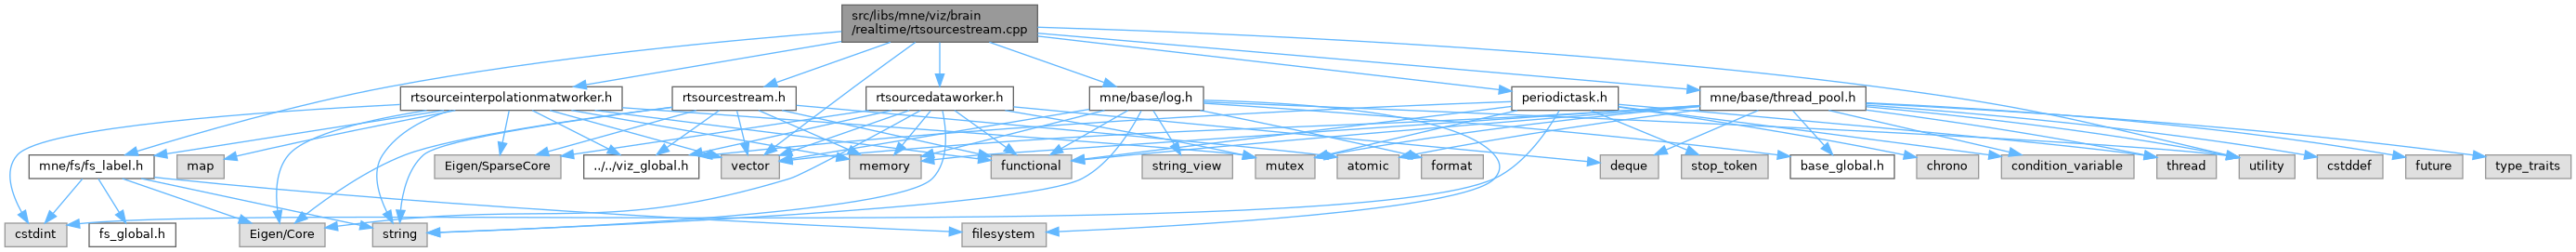 src/libs/mne/viz/brain
/realtime/rtsourcestream.cpp
rtsourceinterpolationmatworker.h
rtsourcestream.h
rtsourcedataworker.h
mne/base/log.h
periodictask.h
mne/base/thread_pool.h
mne/fs/fs_label.h
map
Eigen/SparseCore
../../viz_global.h
vector
memory
functional
string_view
mutex
atomic
format
deque
stop_token
base_global.h
chrono
condition_variable
thread
utility
cstddef
future
type_traits
cstdint
fs_global.h
Eigen/Core
string
filesystem